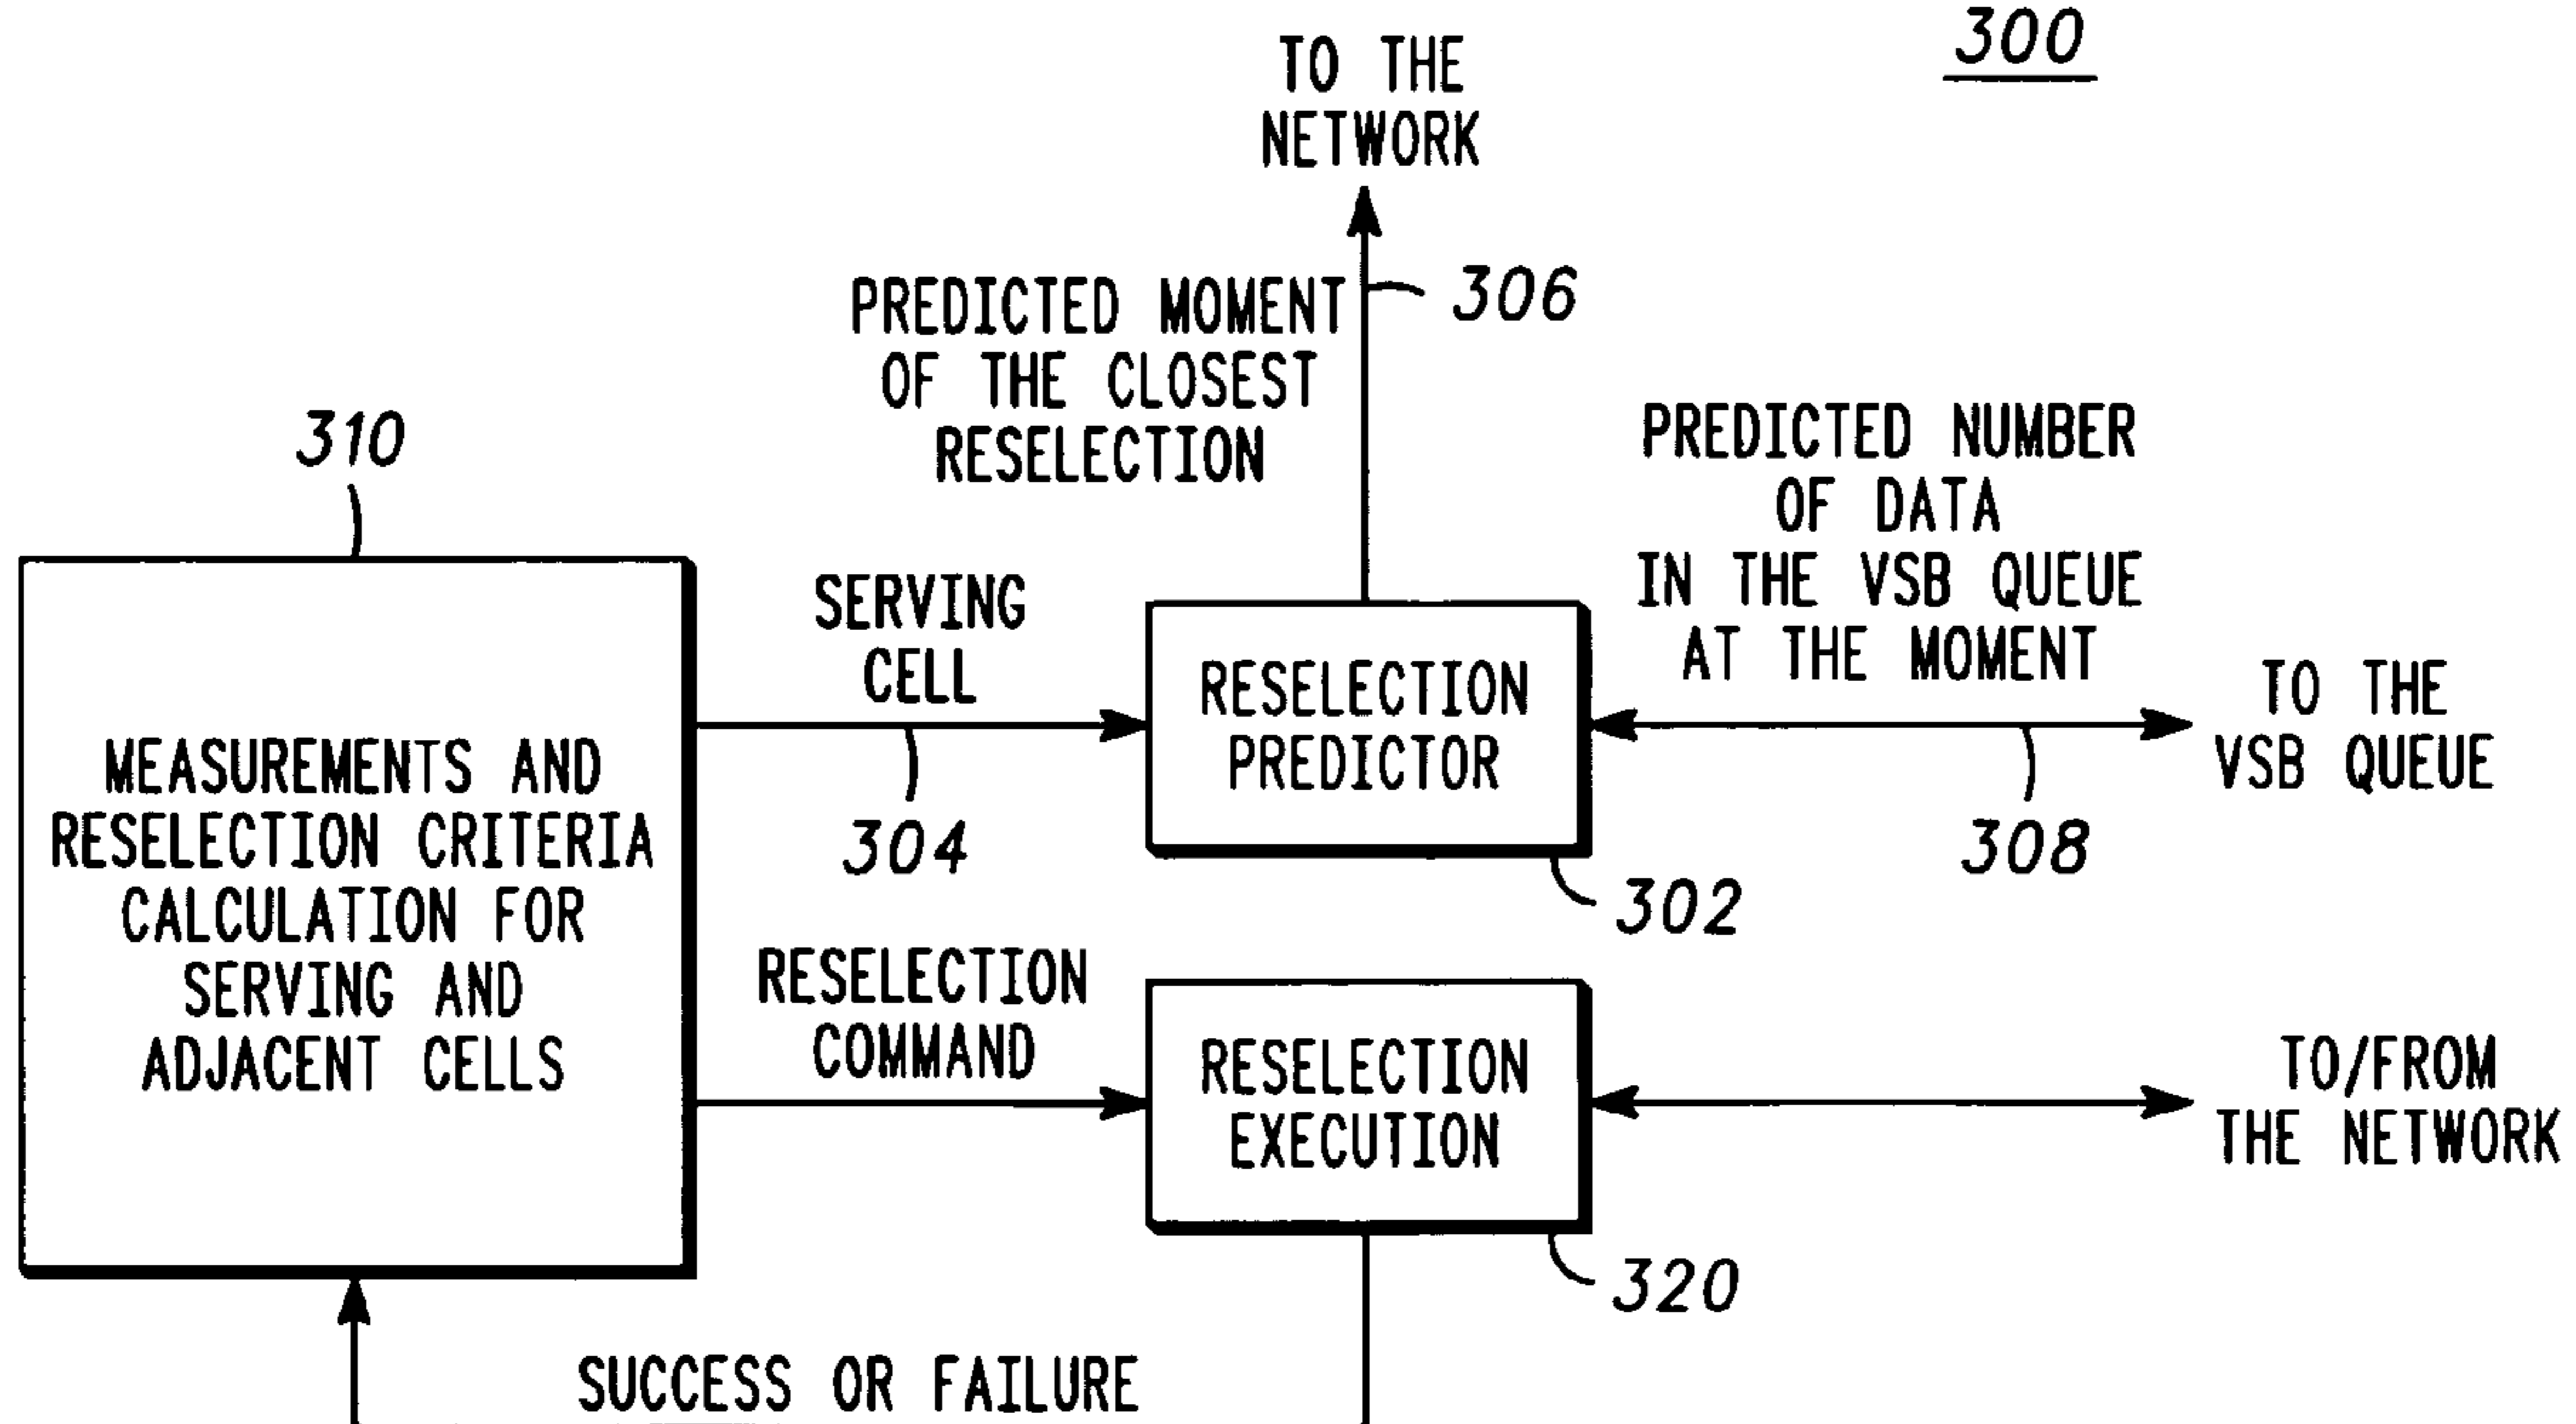 300
TO THE
NETWORK
306
PREDICTED MOMENT
OF THE CLOSEST
RESELECTION
310
PREDICTED NUMBER
OF DATA
IN THE VSB QUEUE
AT THE MOMENT
SERVING
CELL
304
RESELECTION
PREDICTOR
302
308
TO THE
VSB QUEUE
MEASUREMENTS AND
RESELECTION CRITERIA
CALCULATION FOR
SERVING AND
ADJACENT CELLS
RESELECTION
COMMAND
RESELECTION
EXECUTION
320
TO/FROM
THE NETWORK
SUCCESS OR FAILURE